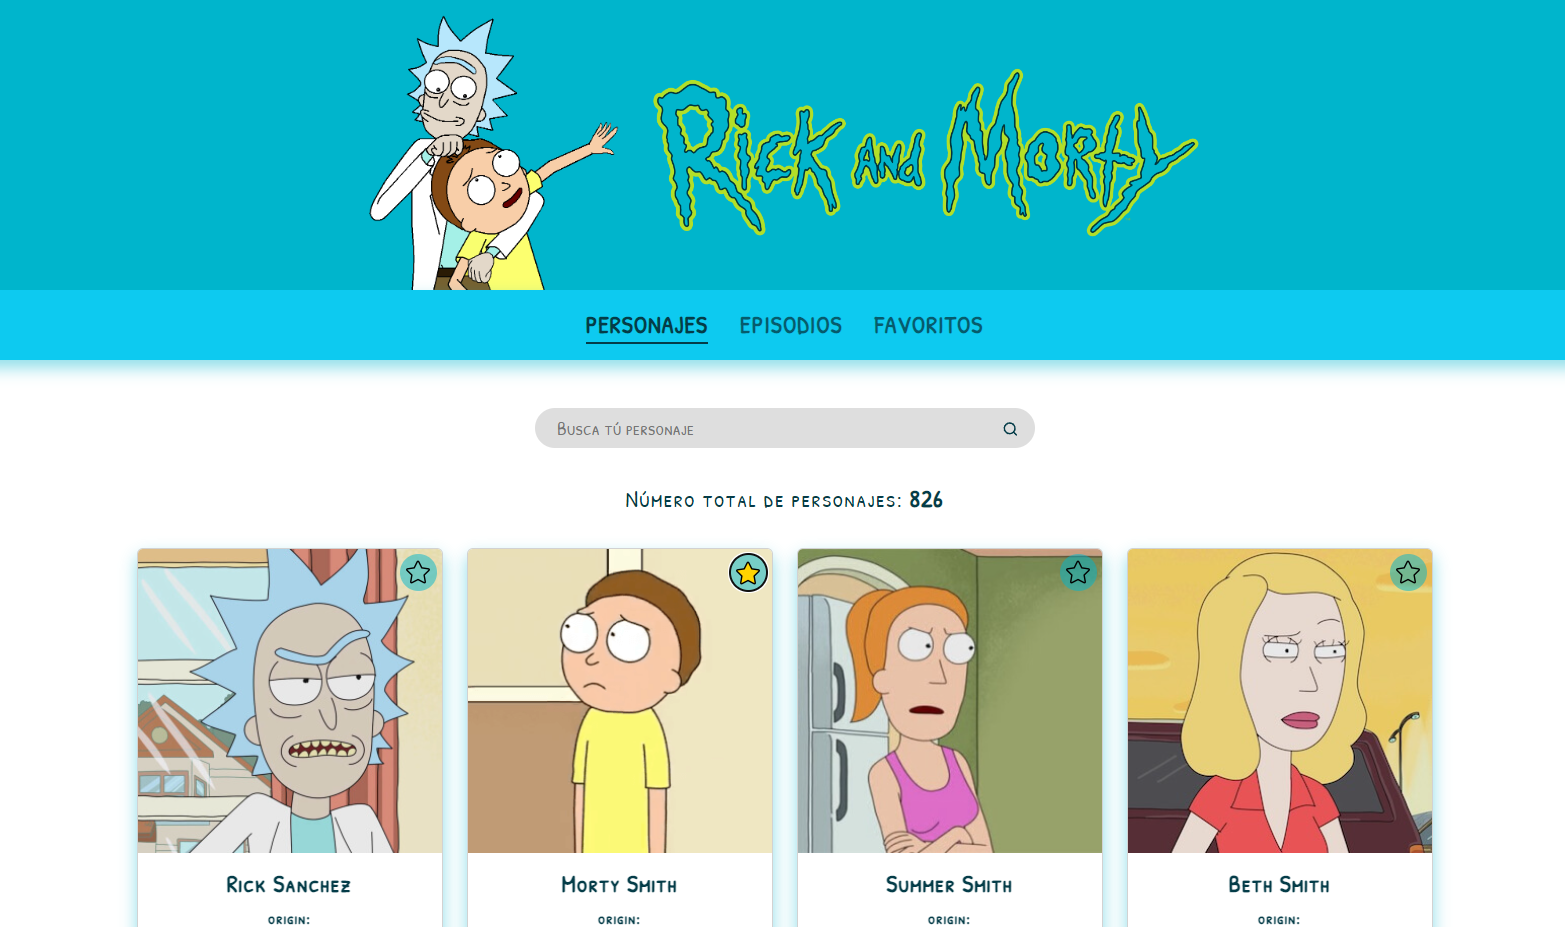 Rick and Morty
PERSONAJES EPISODIOS FAVORITOS
Busca tú personaje
Número total de personajes: 826
Rick Sanchez Morty Smith Summer Smith Beth Smith
origin: origin: origin: origin: